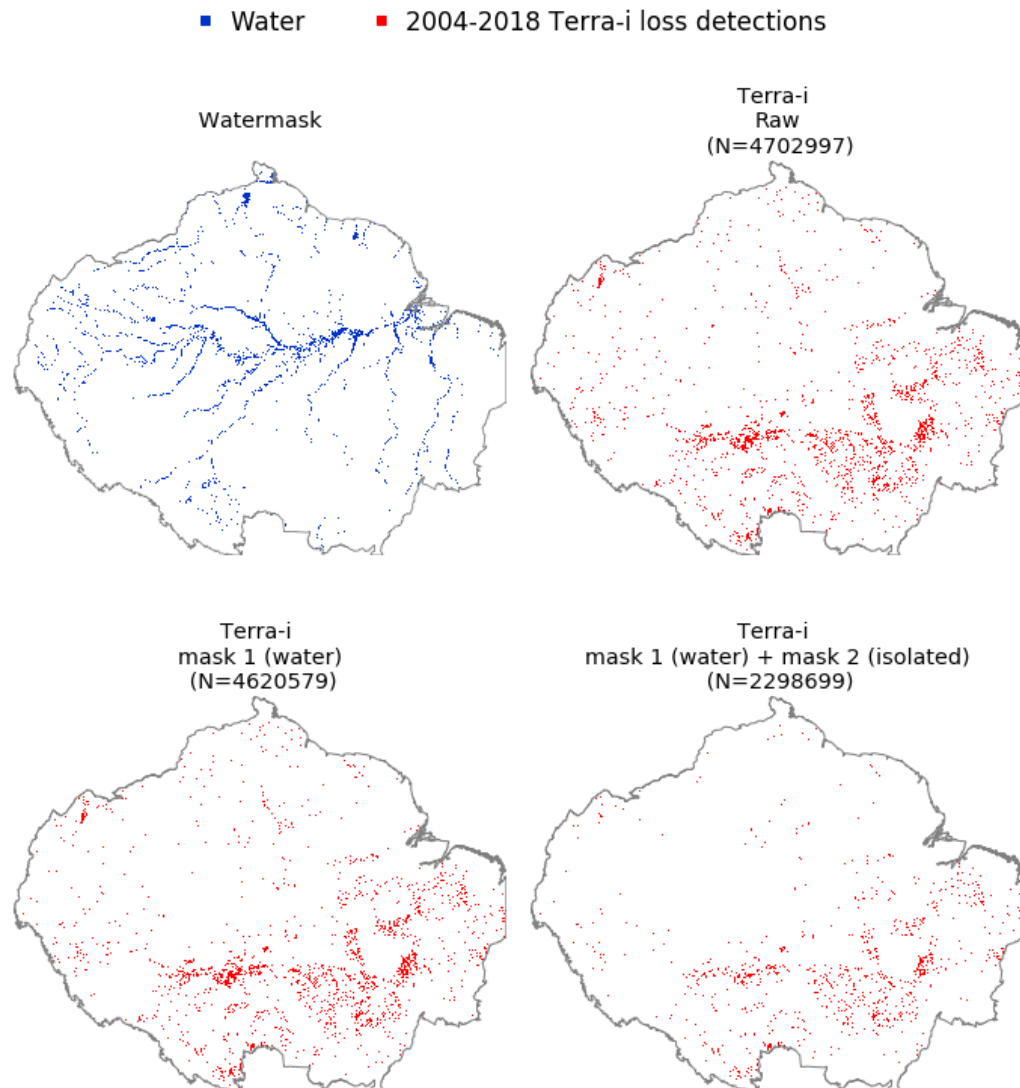 Water
2004-2018 Terra-i loss detections
Watermask
Terra-i
Raw
(N=4702997)
Terra-i
mask 1 (water)
(N=4620579)
Terra-i
mask 1 (water) + mask 2 (isolated)
(N=2298699)